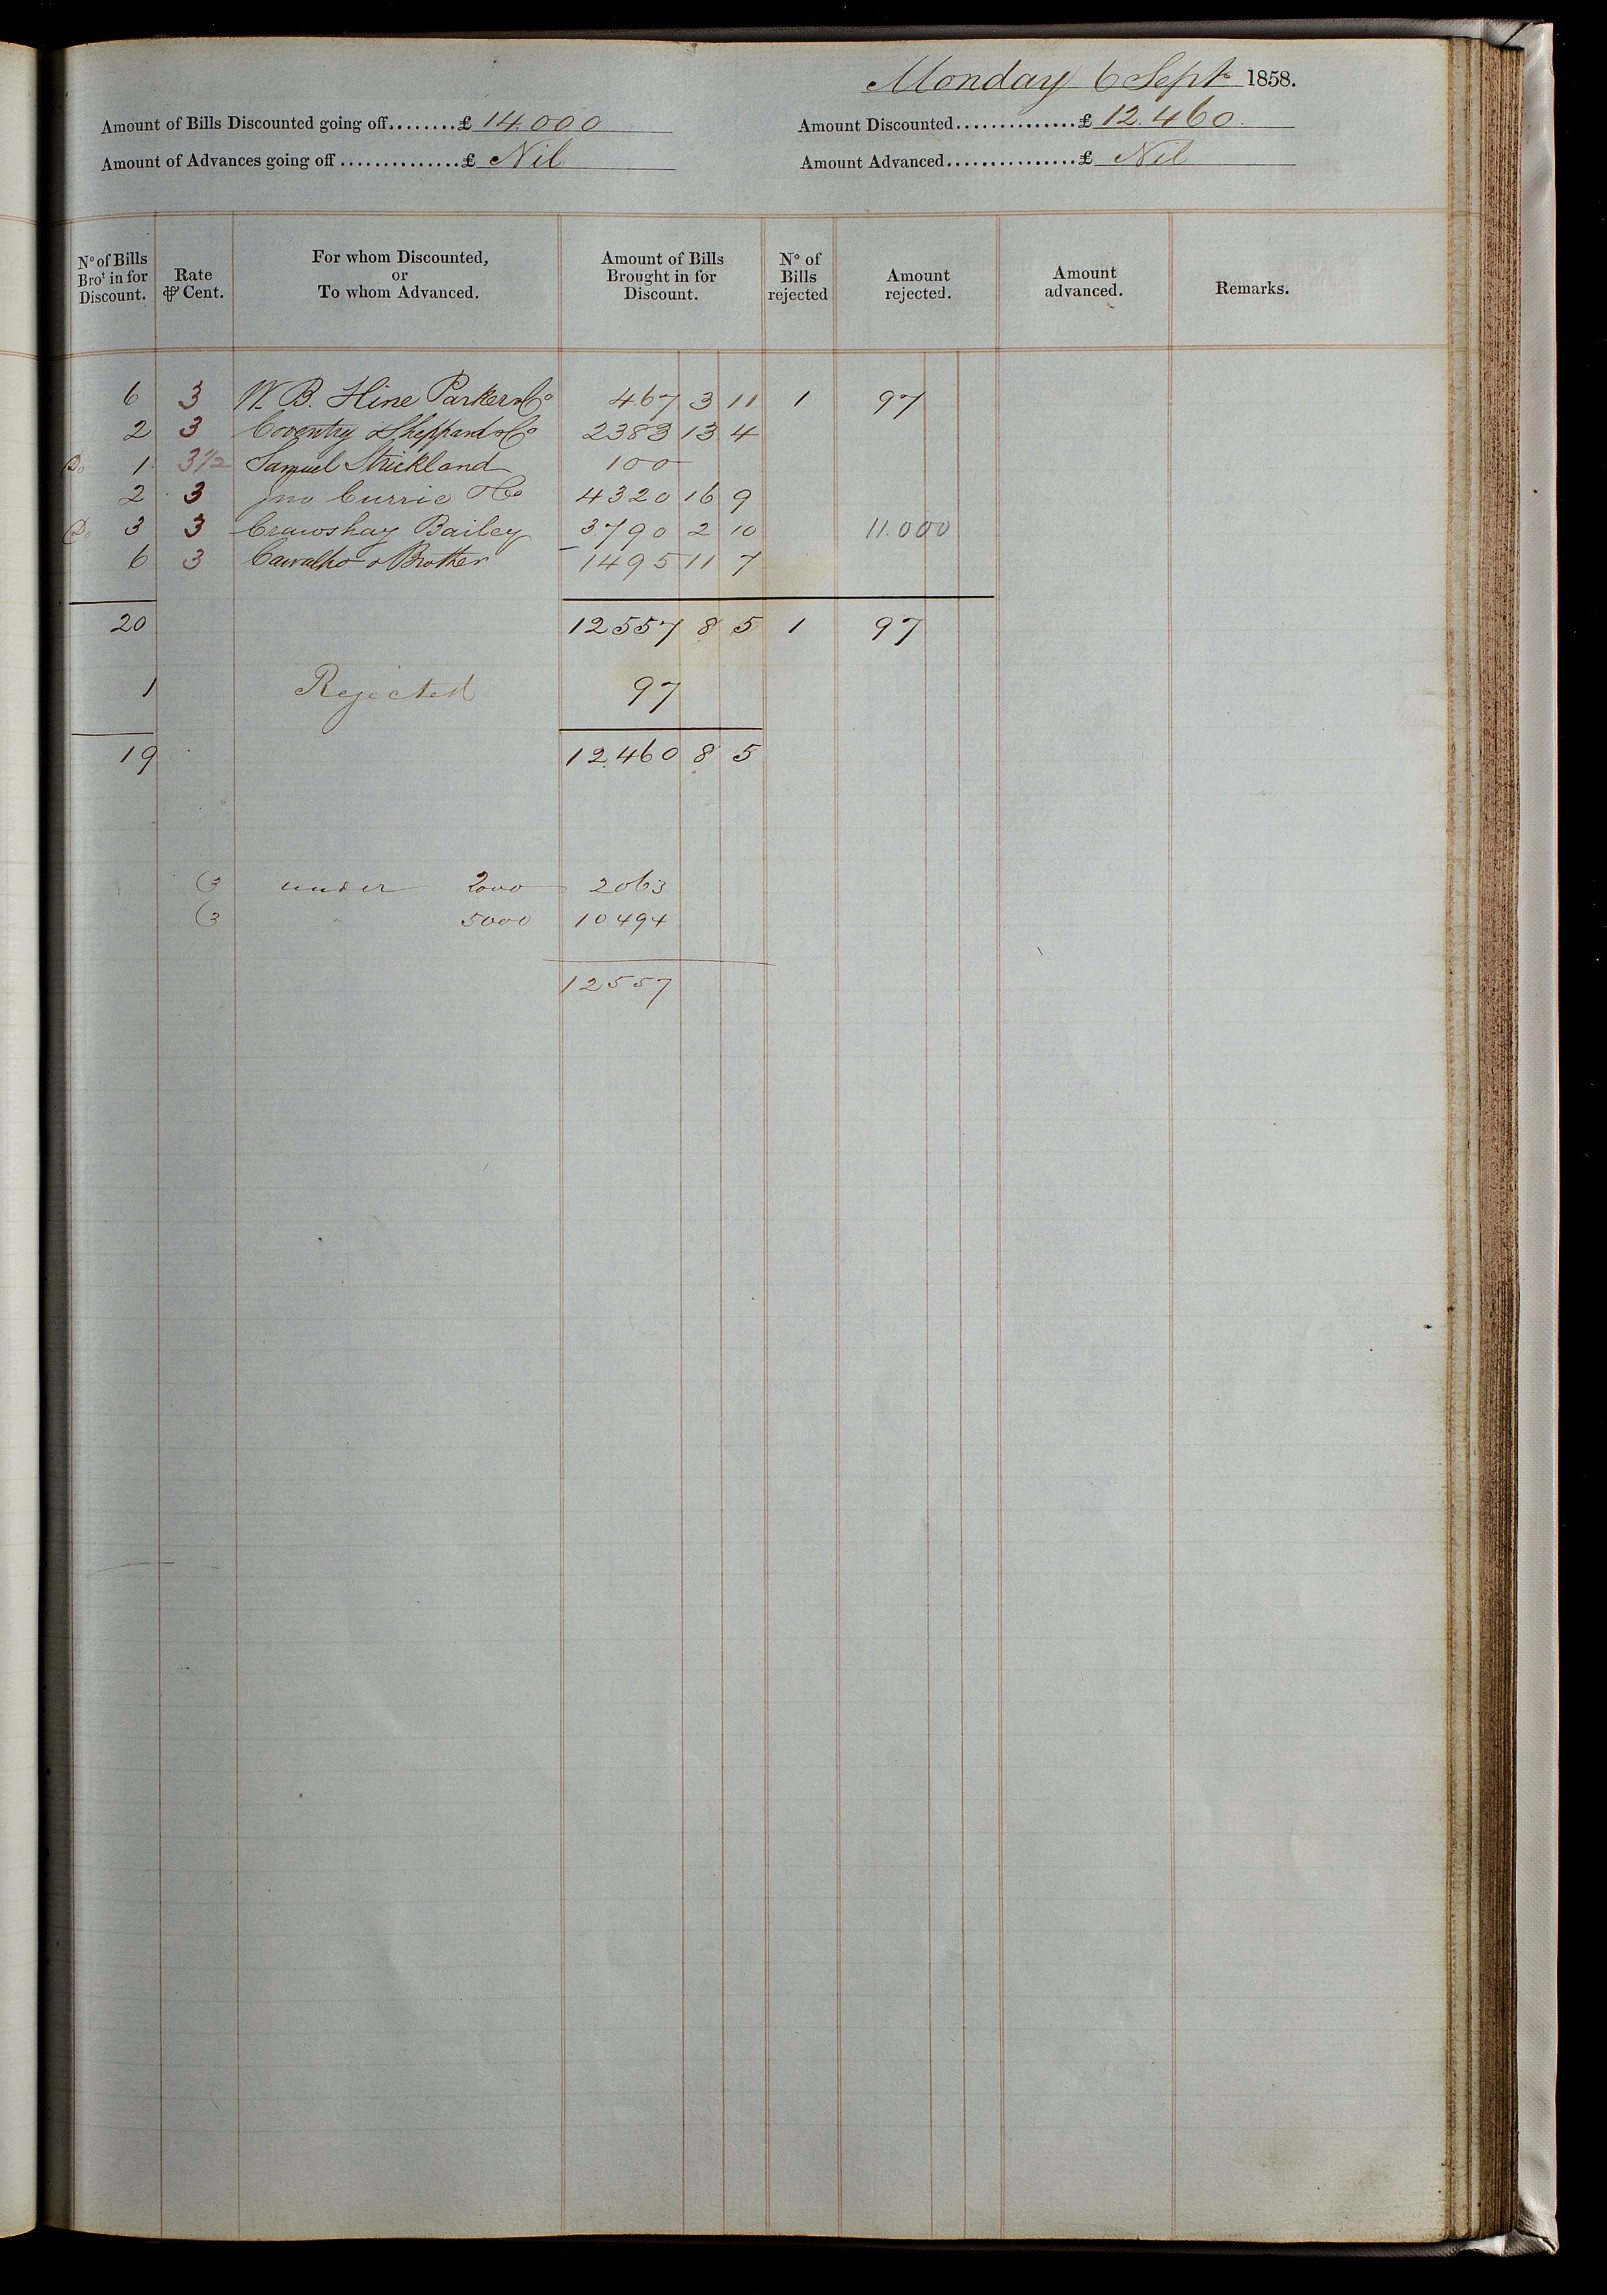 Monday 6 Sept. 1858.
Amount of Bills Discounted going off........£ 14.000 Amount Discounted..............£ 12.460.
Amount of Advances going off..............£ Nil Amount Advanced...............£ Nil
No of Bills Brot in for Discount. Rate ⅌ Cent. For whom Discounted, or To whom Advanced. Amount of Bills Brought in for Discount. No of Bills rejected Amount rejected. Amount advanced. Remarks.
6 3 W. B. Hine Parker & Co 467 3 11 1 97
2 3 Coventry Sheppard & Co 2383 13 4
Do 1 3½ Samuel Strickland 100
2 3 Jno Currie & Co 4320 16 9
Do 3 3 Crawshay Bailey 3790 2 10 11.000
6 3 Carvalho & Brother 1495 11 7
20 12557 8 5 1 97
1 Rejected 97
19 12.460 8 5
3 under 2000 2063
3 " 5000 10494
12557